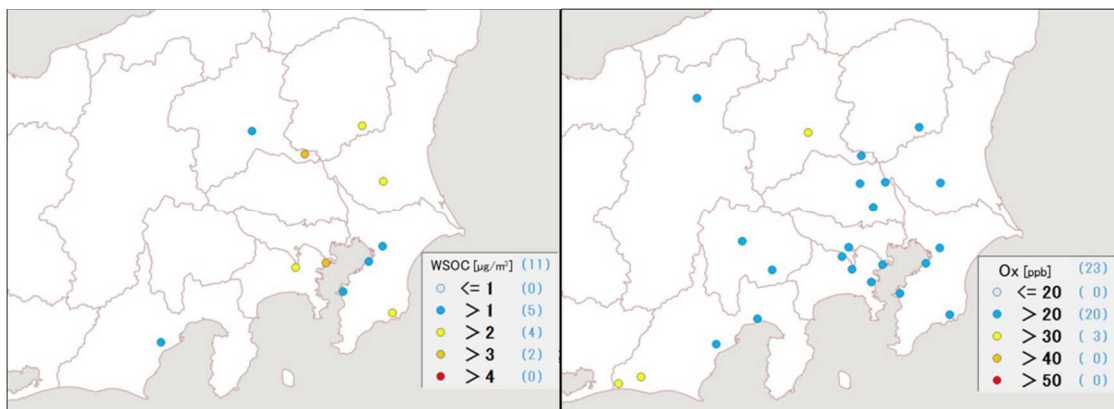 WSOC [μg/m³] (11)
<= 1 (0)
> 1 (5)
> 2 (4)
> 3 (2)
> 4 (0)
Ox [ppb] (23)
<= 20 ( 0)
> 20 (20)
> 30 ( 3)
> 40 ( 0)
> 50 ( 0)